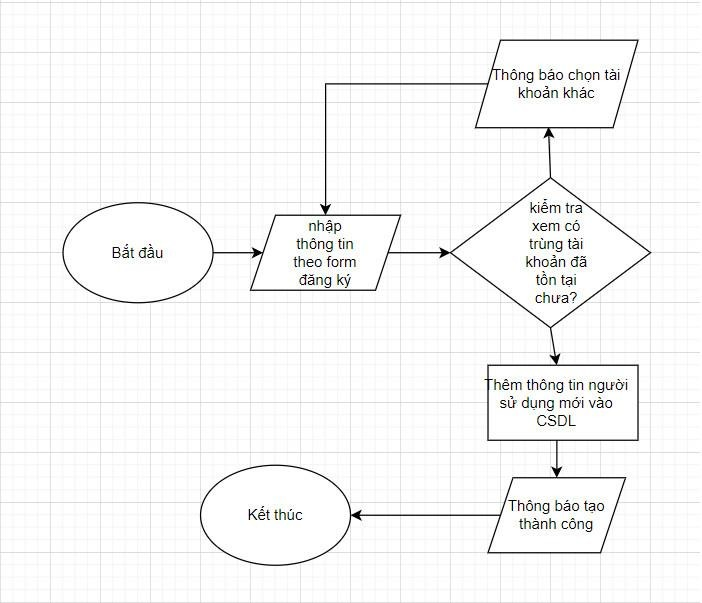 Thông báo chọn tài
khoản khác
Bắt đầu
nhập
thông tin
theo form
đăng ký
kiểm tra
xem có
trùng tài
khoản đã
tồn tại
chưa?
Thêm thông tin người
sử dụng mới vào
CSDL
Thông báo tạo
thành công
Kết thúc